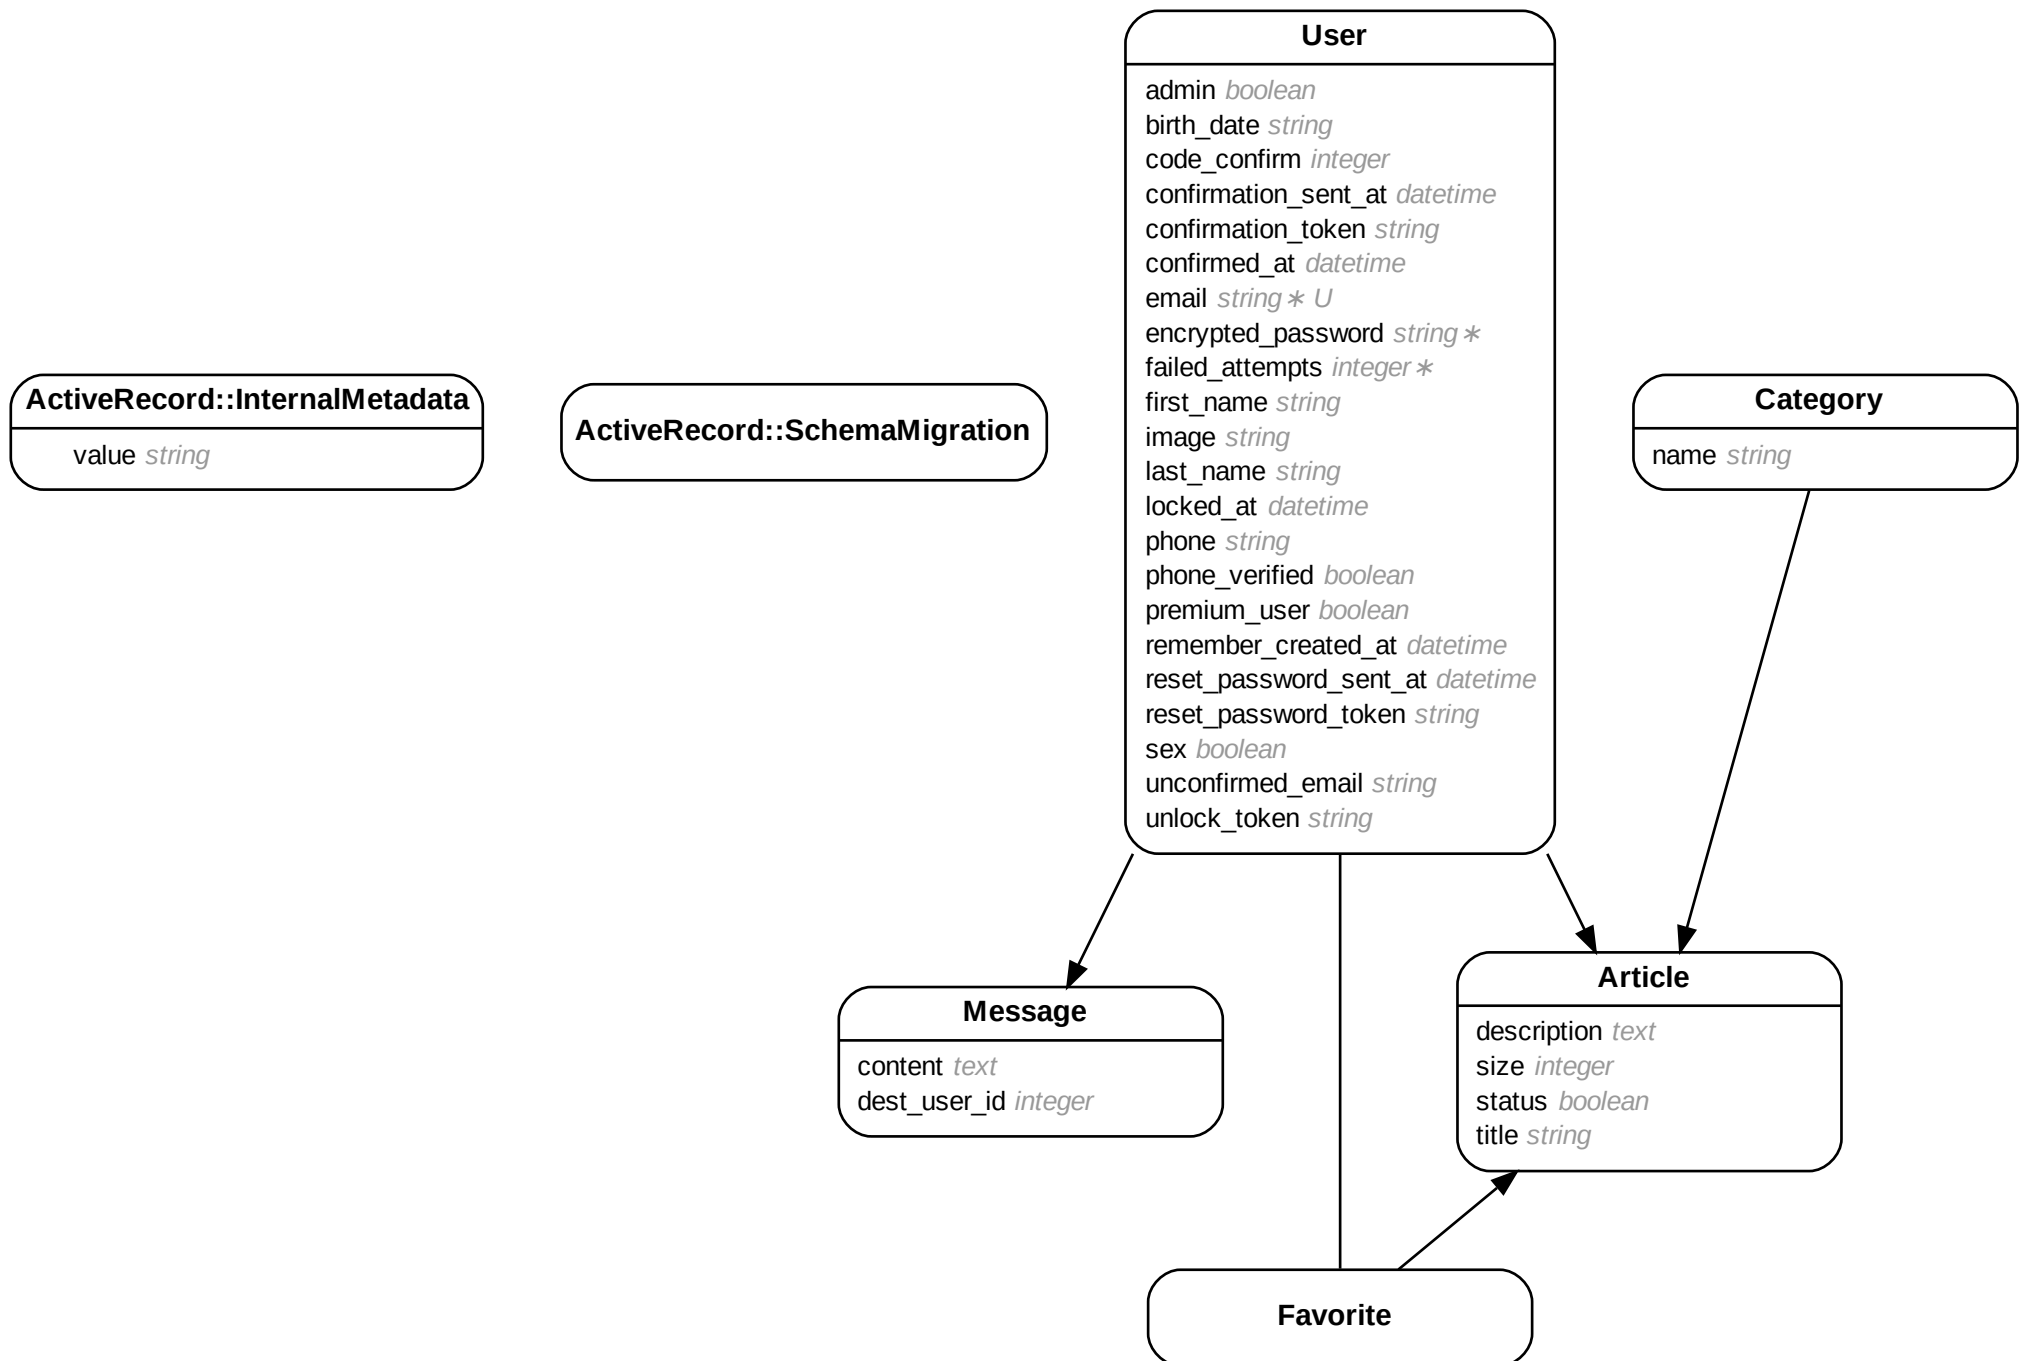 User
admin boolean
birth_date string
code_confirm integer
confirmation_sent_at datetime
confirmation_token string
confirmed_at datetime
email string∗ U
encrypted_password string∗
failed_attempts integer∗
first_name string
image string
last_name string
locked_at datetime
phone string
phone_verified boolean
premium_user boolean
remember_created_at datetime
reset_password_sent_at datetime
reset_password_token string
sex boolean
unconfirmed_email string
unlock_token string
ActiveRecord::InternalMetadata
value string
ActiveRecord::SchemaMigration
Category
name string
Message
content text
dest_user_id integer
Article
description text
size integer
status boolean
title string
Favorite